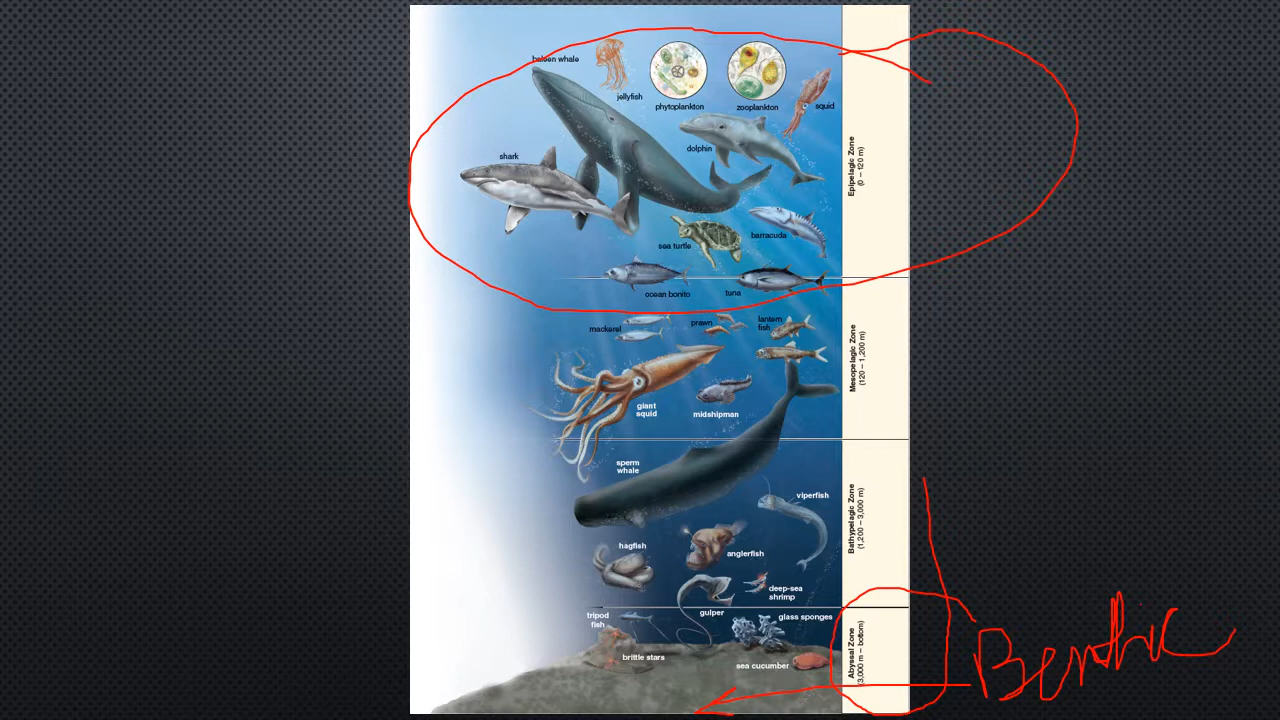 baleen whale
jellyfish
phytoplankton
zooplankton
squid
dolphin
shark
sea turtle
barracuda
ocean bonito
tuna
Epipelagic Zone
(0 – 120 m)
mackerel
prawn
lantern
fish
giant
squid
midshipman
Mesopelagic Zone
(120 – 1,200 m)
sperm
whale
viperfish
hagfish
anglerfish
deep-sea
shrimp
gulper
Bathypelagic Zone
(1,200 – 3,000 m)
tripod
fish
glass sponges
brittle stars
sea cucumber
Abyssal Zone
(3,000 m – bottom)
Benthic